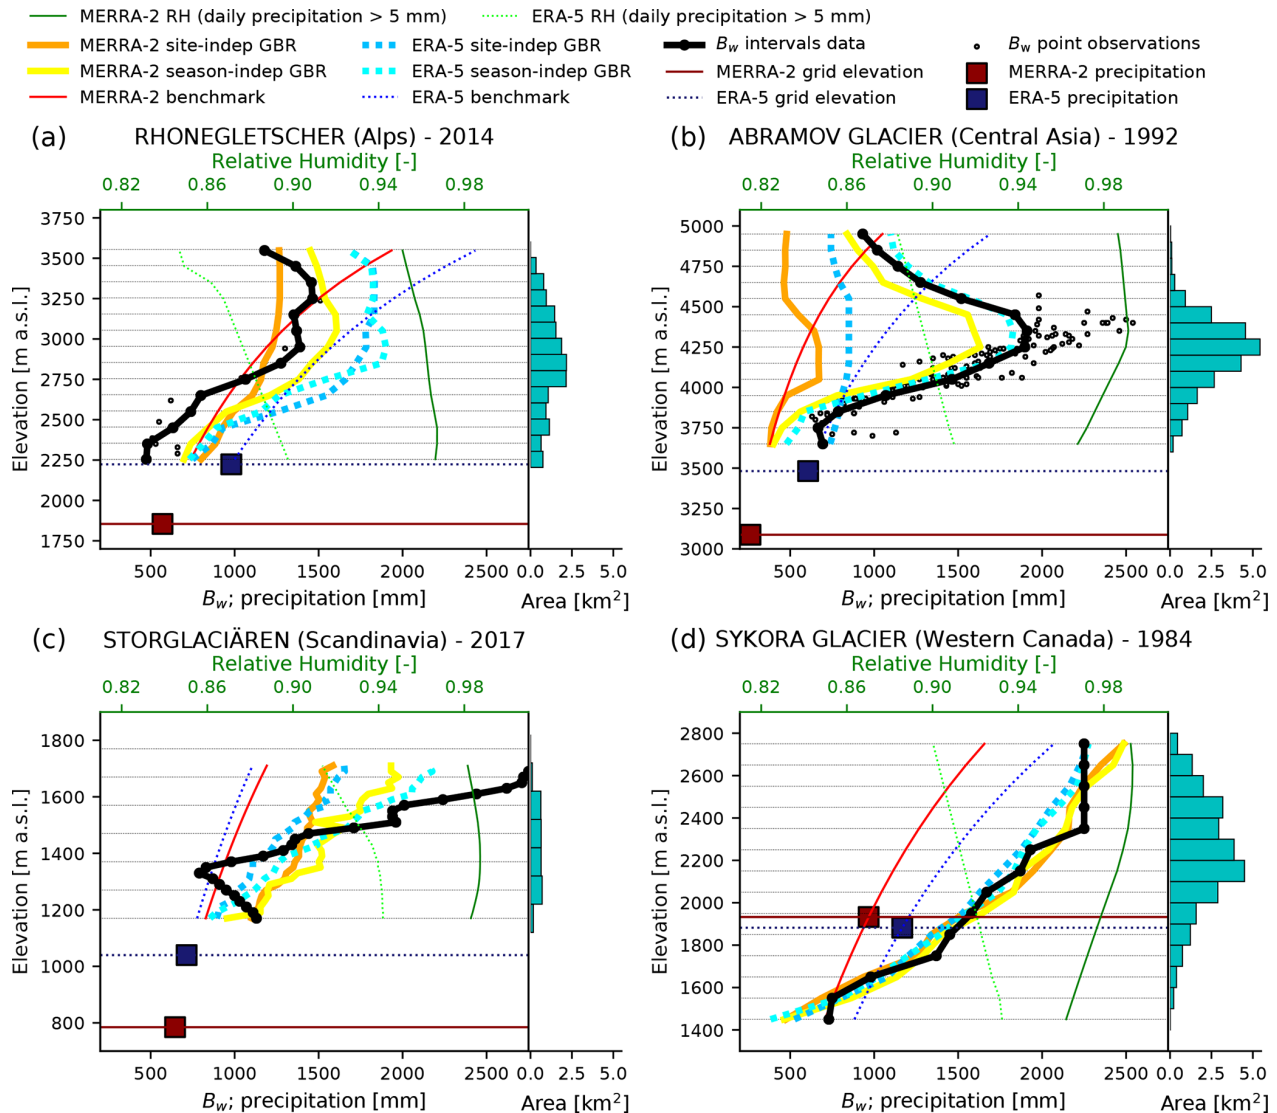 MERRA-2 RH (daily precipitation > 5 mm) ERA-5 RH (daily precipitation > 5 mm)
MERRA-2 site-indep GBR ERA-5 site-indep GBR B_w intervals data B_w point observations
MERRA-2 season-indep GBR ERA-5 season-indep GBR MERRA-2 grid elevation MERRA-2 precipitation
MERRA-2 benchmark ERA-5 benchmark ERA-5 grid elevation ERA-5 precipitation
(a) RHONEGLETSCHER (Alps) - 2014
Relative Humidity [-]
0.82 0.86 0.90 0.94 0.98
Elevation [m a.s.l.]
3750
3500
3250
3000
2750
2500
2250
2000
1750
500 1000 1500 2000 2500 0.0 2.5 5.0
B_w; precipitation [mm] Area [km²]
(b) ABRAMOV GLACIER (Central Asia) - 1992
Relative Humidity [-]
0.82 0.86 0.90 0.94 0.98
Elevation [m a.s.l.]
5000
4750
4500
4250
4000
3750
3500
3250
3000
500 1000 1500 2000 2500 0.0 2.5 5.0
B_w; precipitation [mm] Area [km²]
(c) STORGLACIÄREN (Scandinavia) - 2017
Relative Humidity [-]
0.82 0.86 0.90 0.94 0.98
Elevation [m a.s.l.]
1800
1600
1400
1200
1000
800
500 1000 1500 2000 2500 0.0 2.5 5.0
B_w; precipitation [mm] Area [km²]
(d) SYKORA GLACIER (Western Canada) - 1984
Relative Humidity [-]
0.82 0.86 0.90 0.94 0.98
Elevation [m a.s.l.]
2800
2600
2400
2200
2000
1800
1600
1400
500 1000 1500 2000 2500 0.0 2.5 5.0
B_w; precipitation [mm] Area [km²]